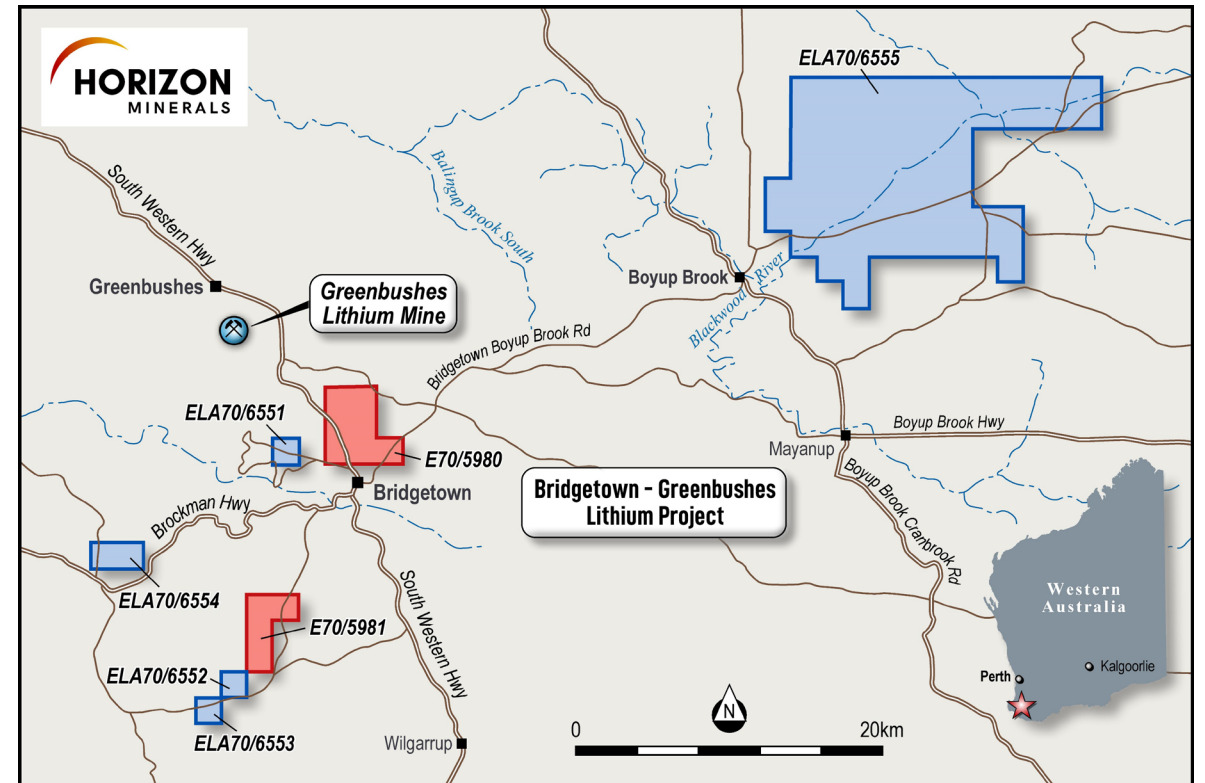 HORIZON
MINERALS
ELA70/6555
South Western Hwy
Balingup Brook South
Greenbushes
Greenbushes
Lithium Mine
Boyup Brook
Blackwood River
Bridgetown Boyup Brook Rd
ELA70/6551
E70/5980
Mayanup
Boyup Brook Hwy
Bridgetown
Bridgetown - Greenbushes
Lithium Project
Boyup Brook Cranbrook Rd
Brockman Hwy
ELA70/6554
South Western Hwy
E70/5981
ELA70/6552
ELA70/6553
Wilgarrup
N
0
20km
Western
Australia
Perth
Kalgoorlie